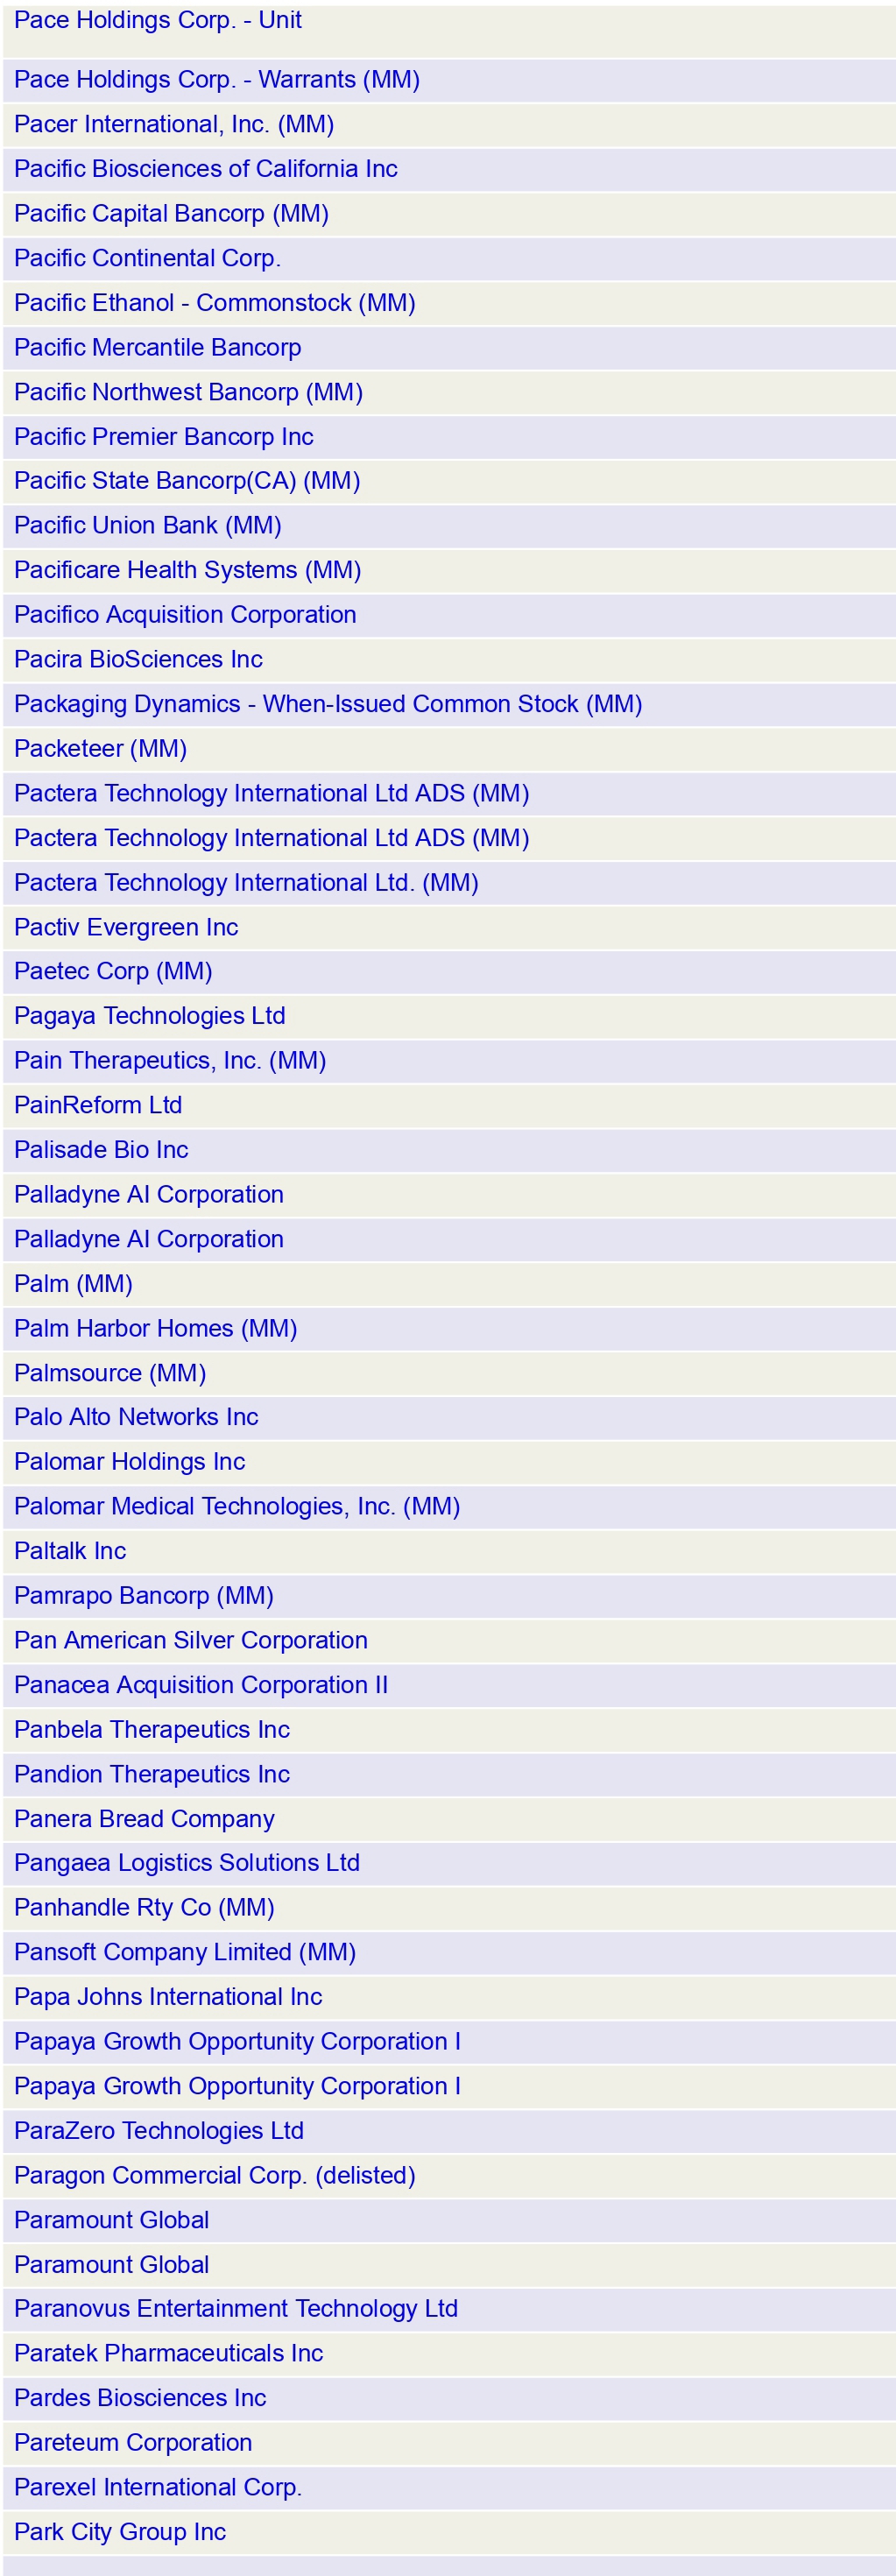 Pace Holdings Corp. - Unit
Pace Holdings Corp. - Warrants (MM)
Pacer International, Inc. (MM)
Pacific Biosciences of California Inc
Pacific Capital Bancorp (MM)
Pacific Continental Corp.
Pacific Ethanol - Commonstock (MM)
Pacific Mercantile Bancorp
Pacific Northwest Bancorp (MM)
Pacific Premier Bancorp Inc
Pacific State Bancorp(CA) (MM)
Pacific Union Bank (MM)
Pacificare Health Systems (MM)
Pacifico Acquisition Corporation
Pacira BioSciences Inc
Packaging Dynamics - When-Issued Common Stock (MM)
Packeteer (MM)
Pactera Technology International Ltd ADS (MM)
Pactera Technology International Ltd ADS (MM)
Pactera Technology International Ltd. (MM)
Pactiv Evergreen Inc
Paetec Corp (MM)
Pagaya Technologies Ltd
Pain Therapeutics, Inc. (MM)
PainReform Ltd
Palisade Bio Inc
Palladyne AI Corporation
Palladyne AI Corporation
Palm (MM)
Palm Harbor Homes (MM)
Palmsource (MM)
Palo Alto Networks Inc
Palomar Holdings Inc
Palomar Medical Technologies, Inc. (MM)
Paltalk Inc
Pamrapo Bancorp (MM)
Pan American Silver Corporation
Panacea Acquisition Corporation II
Panbela Therapeutics Inc
Pandion Therapeutics Inc
Panera Bread Company
Pangaea Logistics Solutions Ltd
Panhandle Rty Co (MM)
Pansoft Company Limited (MM)
Papa Johns International Inc
Papaya Growth Opportunity Corporation I
Papaya Growth Opportunity Corporation I
ParaZero Technologies Ltd
Paragon Commercial Corp. (delisted)
Paramount Global
Paramount Global
Paranovus Entertainment Technology Ltd
Paratek Pharmaceuticals Inc
Pardes Biosciences Inc
Pareteum Corporation
Parexel International Corp.
Park City Group Inc